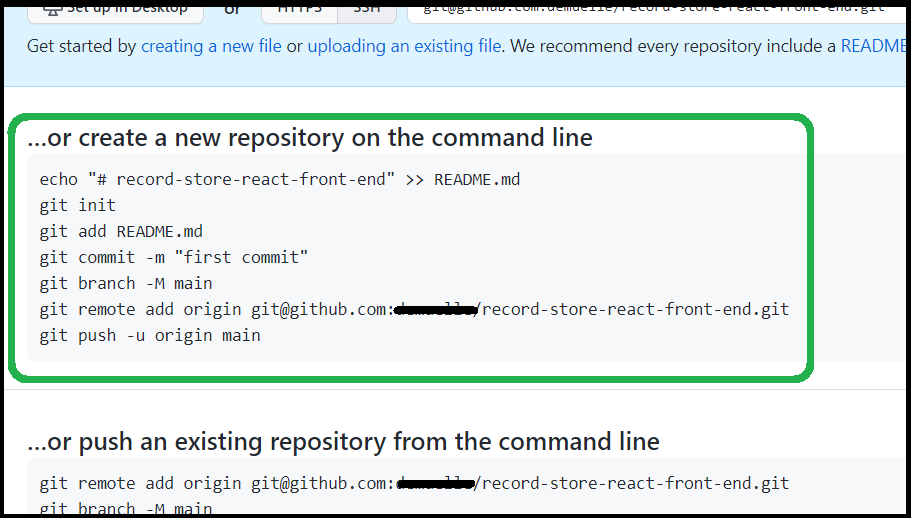 Set up in Desktop or HTTPS SSH git@github.com: /record-store-react-front-end.git
Get started by creating a new file or uploading an existing file. We recommend every repository include a README
...or create a new repository on the command line
echo "# record-store-react-front-end" >> README.md
git init
git add README.md
git commit -m "first commit"
git branch -M main
git remote add origin git@github.com: /record-store-react-front-end.git
git push -u origin main
...or push an existing repository from the command line
git remote add origin git@github.com: /record-store-react-front-end.git
git branch -M main